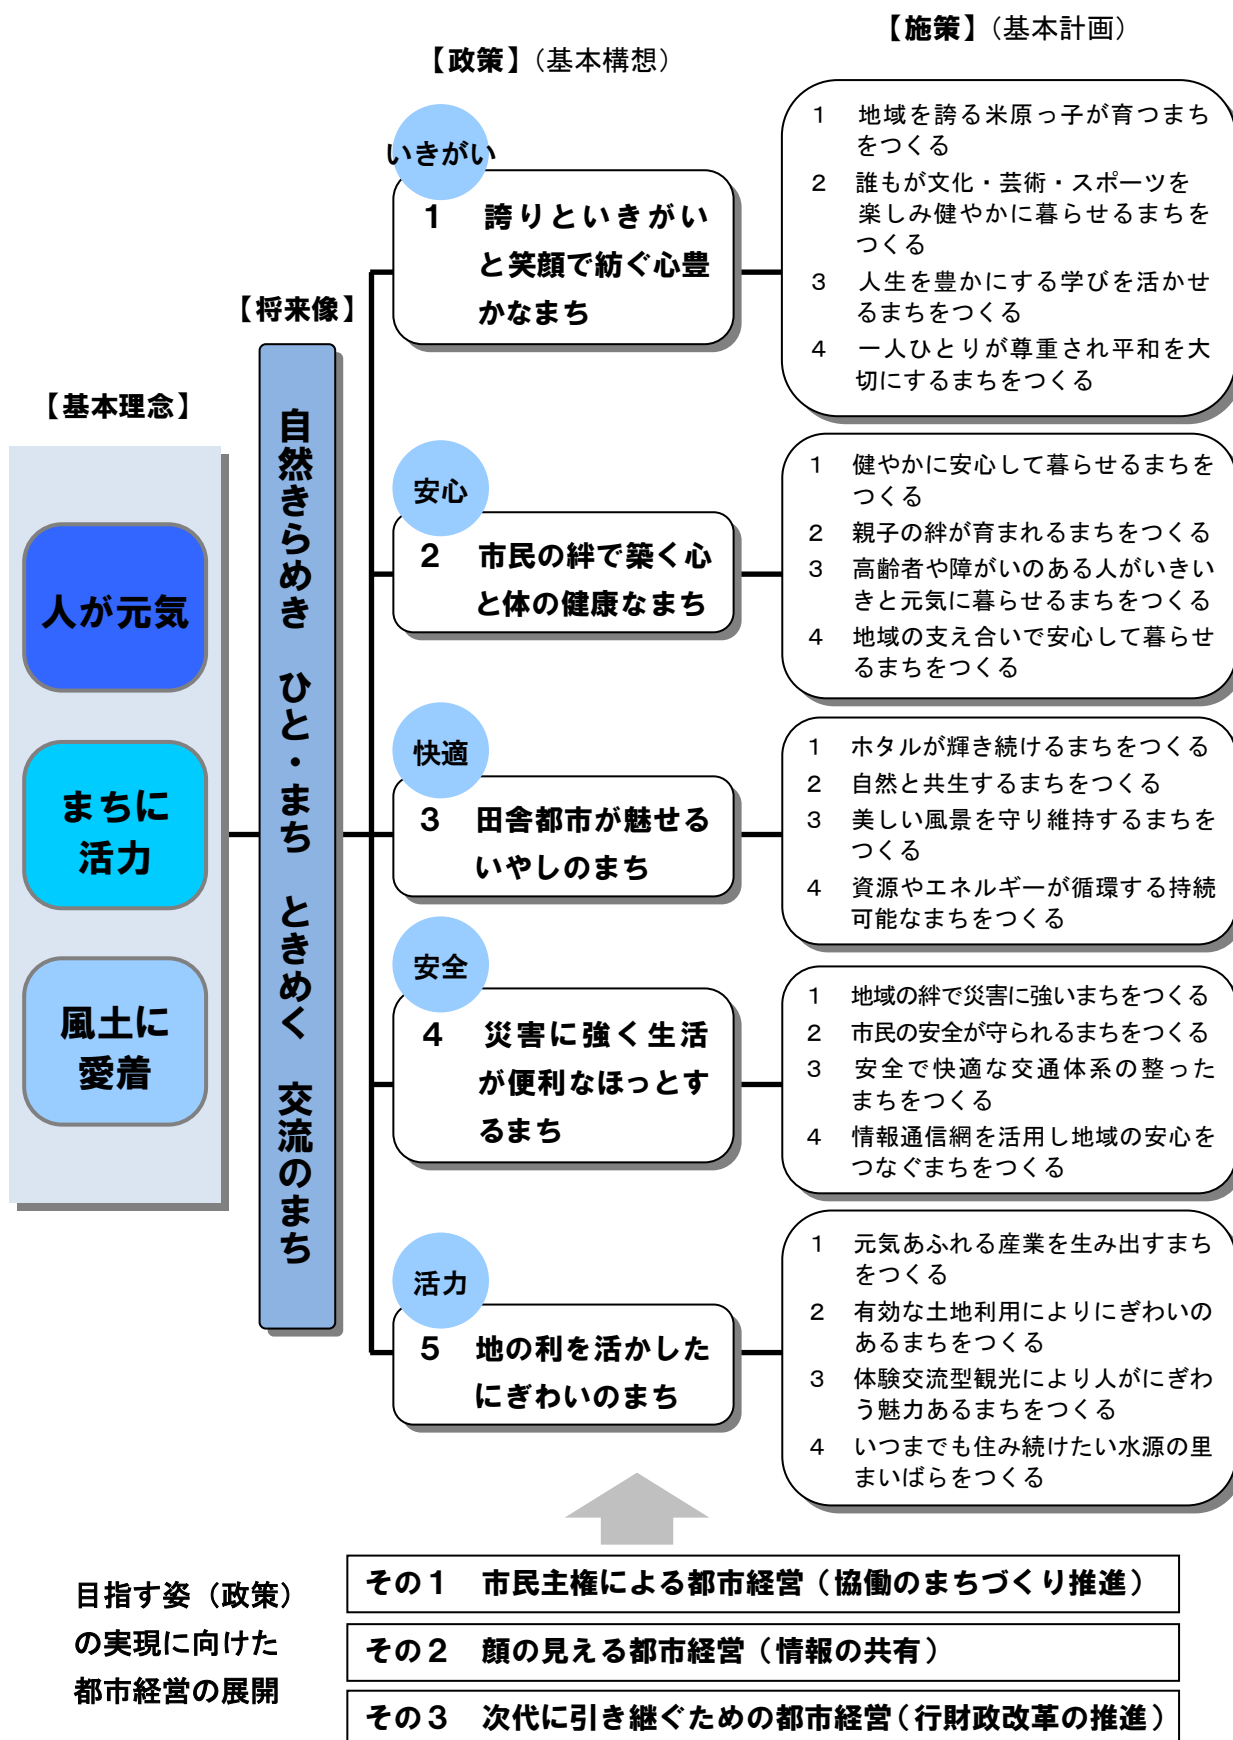 【基本理念】
人が元気
まちに
活力
風土に
愛着
【将来像】
自然きらめき　ひと・まち　ときめく　交流のまち
【政策】（基本構想）
【施策】（基本計画）
いきがい
1　誇りといきがい
と笑顔で紡ぐ心豊
かなまち
1　地域を誇る米原っ子が育つまち
をつくる
2　誰もが文化・芸術・スポーツを
楽しみ健やかに暮らせるまちを
つくる
3　人生を豊かにする学びを活かせ
るまちをつくる
4　一人ひとりが尊重され平和を大
切にするまちをつくる
安心
2　市民の絆で築く心
と体の健康なまち
1　健やかに安心して暮らせるまちを
つくる
2　親子の絆が育まれるまちをつくる
3　高齢者や障がいのある人がいきい
きと元気に暮らせるまちをつくる
4　地域の支え合いで安心して暮らせ
るまちをつくる
快適
3　田舎都市が魅せる
いやしのまち
1　ホタルが輝き続けるまちをつくる
2　自然と共生するまちをつくる
3　美しい風景を守り維持するまちを
つくる
4　資源やエネルギーが循環する持続
可能なまちをつくる
安全
4　災害に強く生活
が便利なほっとす
るまち
1　地域の絆で災害に強いまちをつくる
2　市民の安全が守られるまちをつくる
3　安全で快適な交通体系の整った
まちをつくる
4　情報通信網を活用し地域の安心を
つなぐまちをつくる
活力
5　地の利を活かした
にぎわいのまち
1　元気あふれる産業を生み出すまち
をつくる
2　有効な土地利用によりにぎわいの
あるまちをつくる
3　体験交流型観光により人がにぎわ
う魅力あるまちをつくる
4　いつまでも住み続けたい水源の里
まいばらをつくる
目指す姿（政策）
の実現に向けた
都市経営の展開
その1　市民主権による都市経営（協働のまちづくり推進）
その2　顔の見える都市経営（情報の共有）
その3　次代に引き継ぐための都市経営（行財政改革の推進）